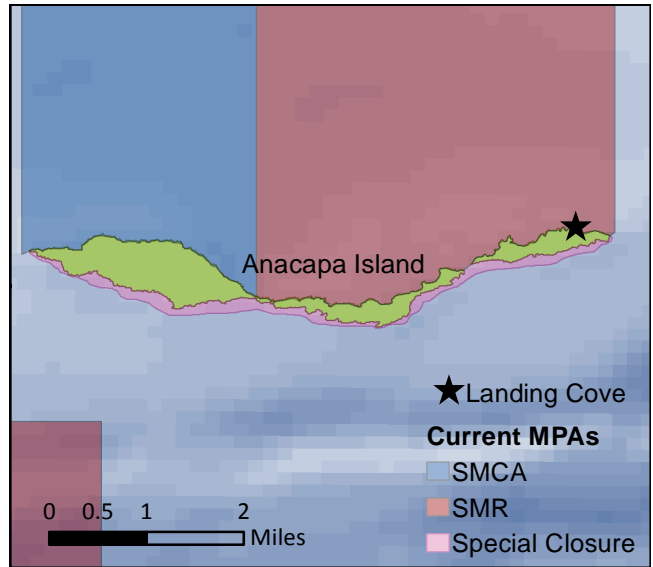 Anacapa Island
Landing Cove
Current MPAs
SMCA
SMR
Special Closure
0 0.5 1 2
Miles